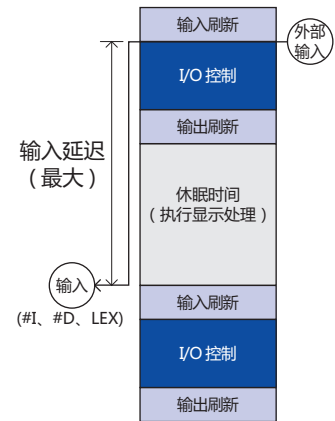 输入刷新
外部
输入
I/O 控制
输出刷新
输入延迟
（最大）
休眠时间
（执行显示处理）
输入
(#I、#D、LEX)
输入刷新
I/O 控制
输出刷新